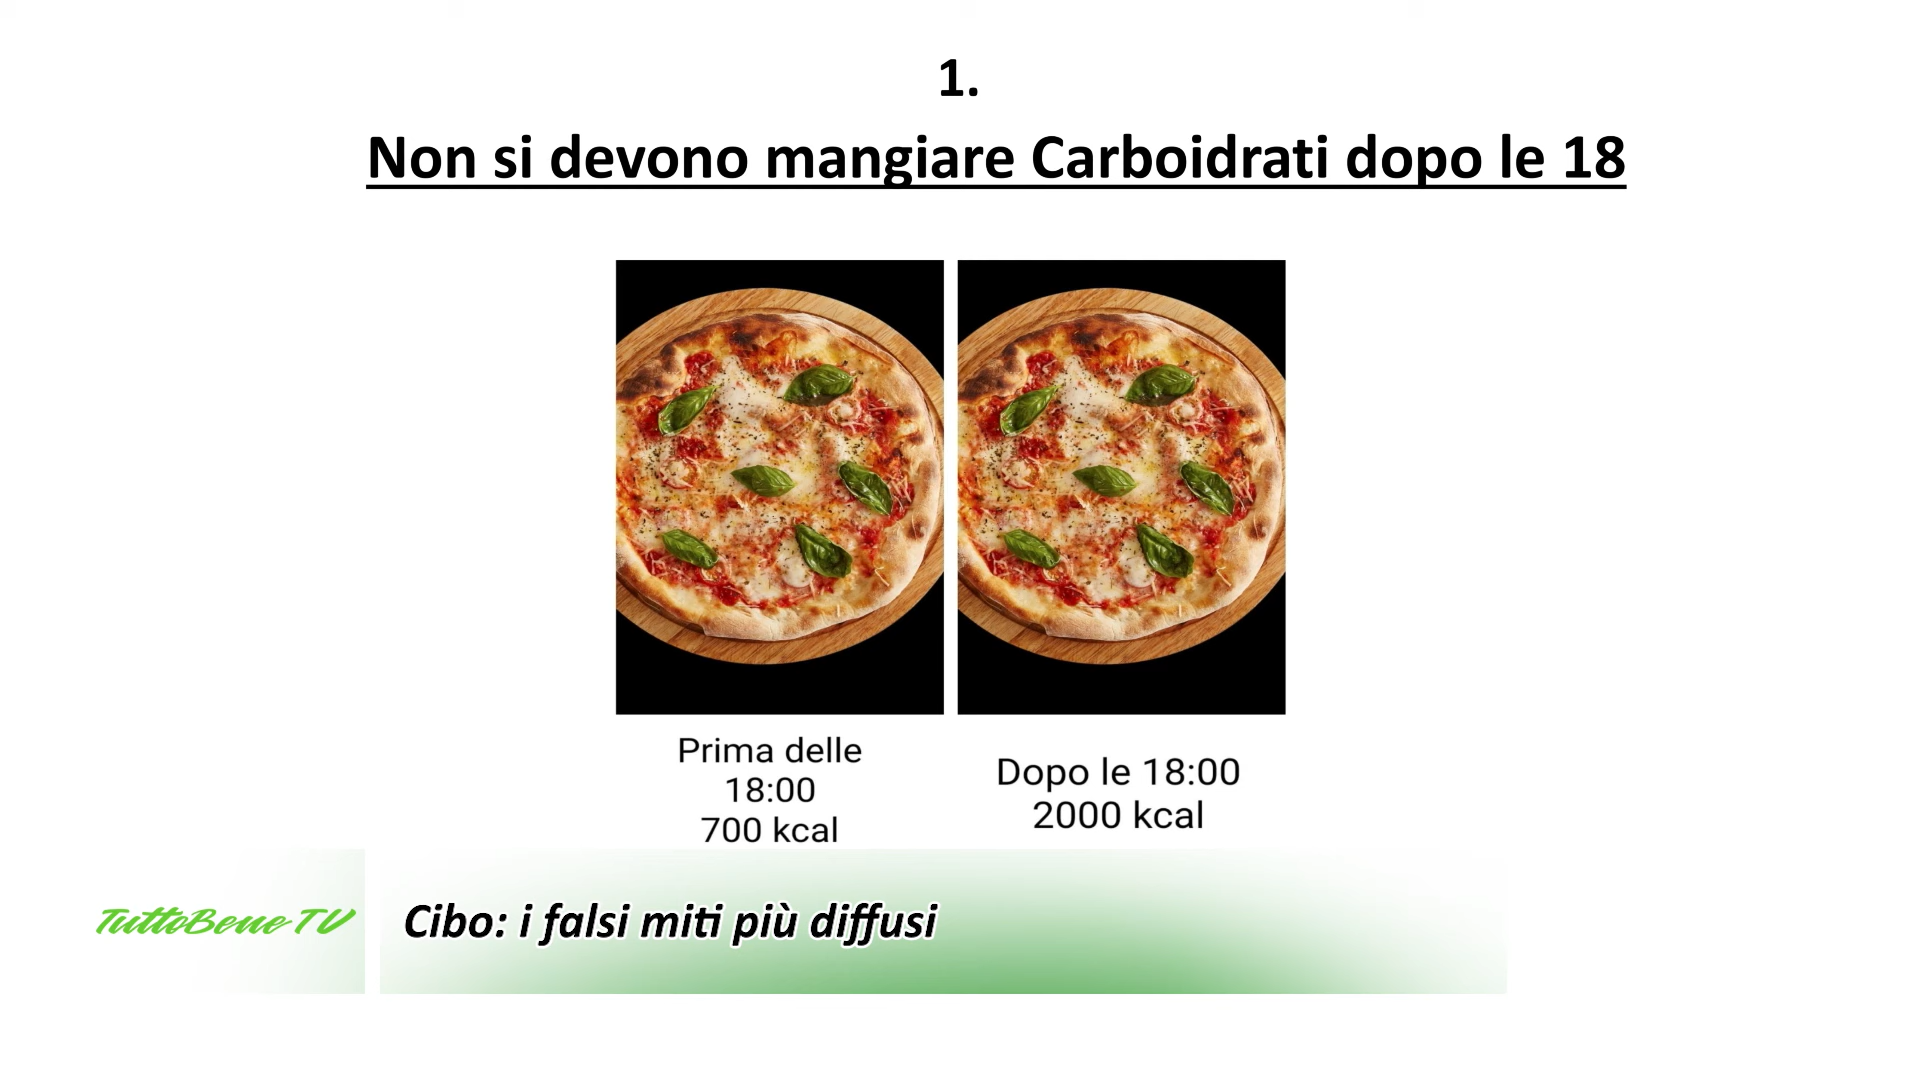 1.
Non si devono mangiare Carboidrati dopo le 18
Prima delle
18:00
700 kcal
Dopo le 18:00
2000 kcal
TuttoBene TV
Cibo: i falsi miti più diffusi